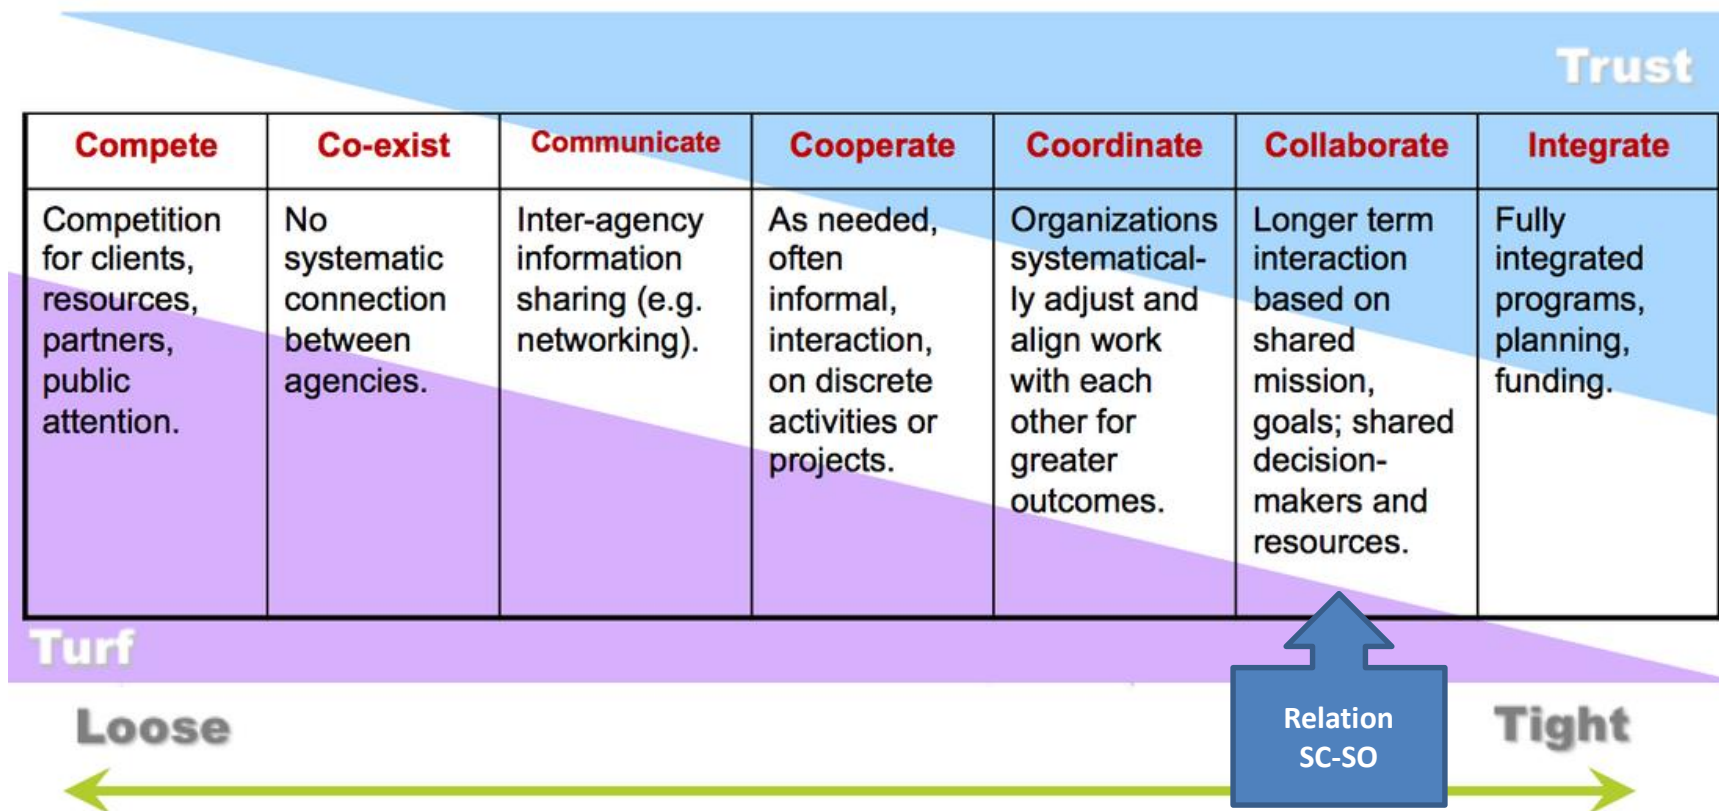 Trust
Compete
Co-exist
Communicate
Cooperate
Coordinate
Collaborate
Integrate
Competition
for clients,
resources,
partners,
public
attention.
No
systematic
connection
between
agencies.
Inter-agency
information
sharing (e.g.
networking).
As needed,
often
informal,
interaction,
on discrete
activities or
projects.
Organizations
systematical-
ly adjust and
align work
with each
other for
greater
outcomes.
Longer term
interaction
based on
shared
mission,
goals; shared
decision-
makers and
resources.
Fully
integrated
programs,
planning,
funding.
Turf
Loose
Relation
SC-SO
Tight